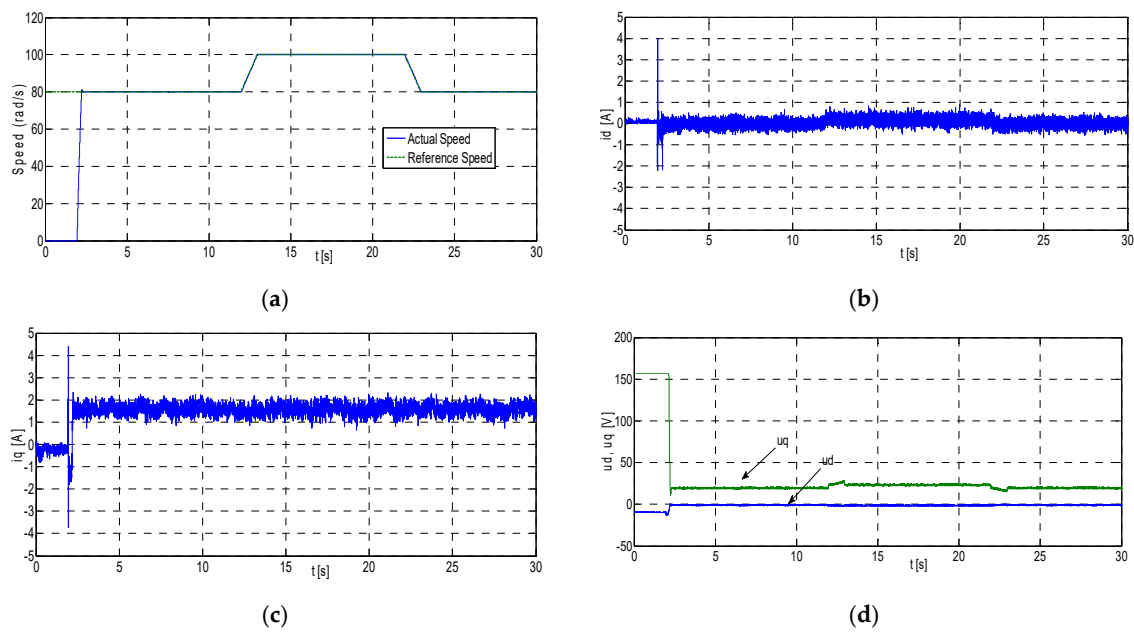 120
100
80
60
40
20
0
Speed (rad/s)
Actual Speed
Reference Speed
0 5 10 15 20 25 30
t [s]
(a)
5
4
3
2
1
0
-1
-2
-3
-4
-5
id [A]
0 5 10 15 20 25 30
t [s]
(b)
5
4
3
2
1
0
-1
-2
-3
-4
-5
iq [A]
0 5 10 15 20 25 30
t [s]
(c)
200
150
100
50
0
-50
ud, uq [V]
uq
ud
0 5 10 15 20 25 30
t [s]
(d)